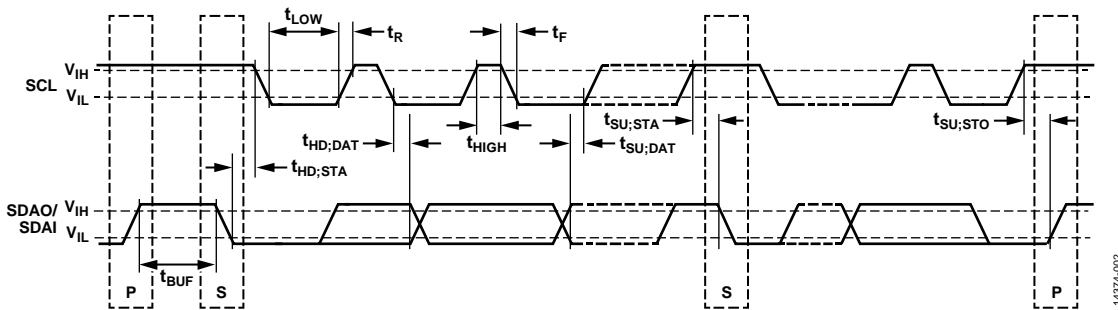 tLOW
tR
tF
VIH
SCL
VIL
tSU;STA
tSU;STO
tHD;DAT
tHIGH
tSU;DAT
tHD;STA
SDAO/
SDAI
VIH
VIL
tBUF
P
S
S
P
14374-002